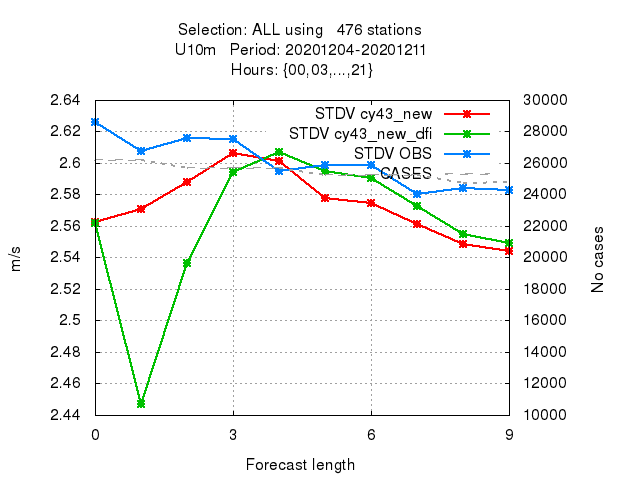 Selection: ALL using   476 stations
U10m   Period: 20201204-20201211
Hours: {00,03,...,21}
STDV cy43_new
STDV cy43_new_dfi
STDV OBS
CASES
2.64
2.62
2.6
2.58
2.56
2.54
2.52
2.5
2.48
2.46
2.44
m/s
30000
28000
26000
24000
22000
20000
18000
16000
14000
12000
10000
No cases
0
3
6
9
Forecast length